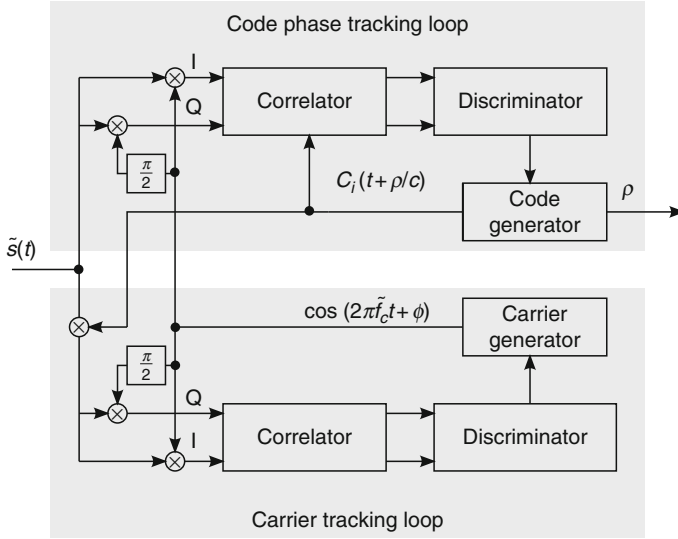 Code phase tracking loop
I
Correlator
Discriminator
Q
π/2
C_i (t + ρ/c)
Code generator
ρ
s̃(t)
cos (2πf̃_c t + ϕ)
Carrier generator
π/2
Q
Correlator
Discriminator
I
Carrier tracking loop